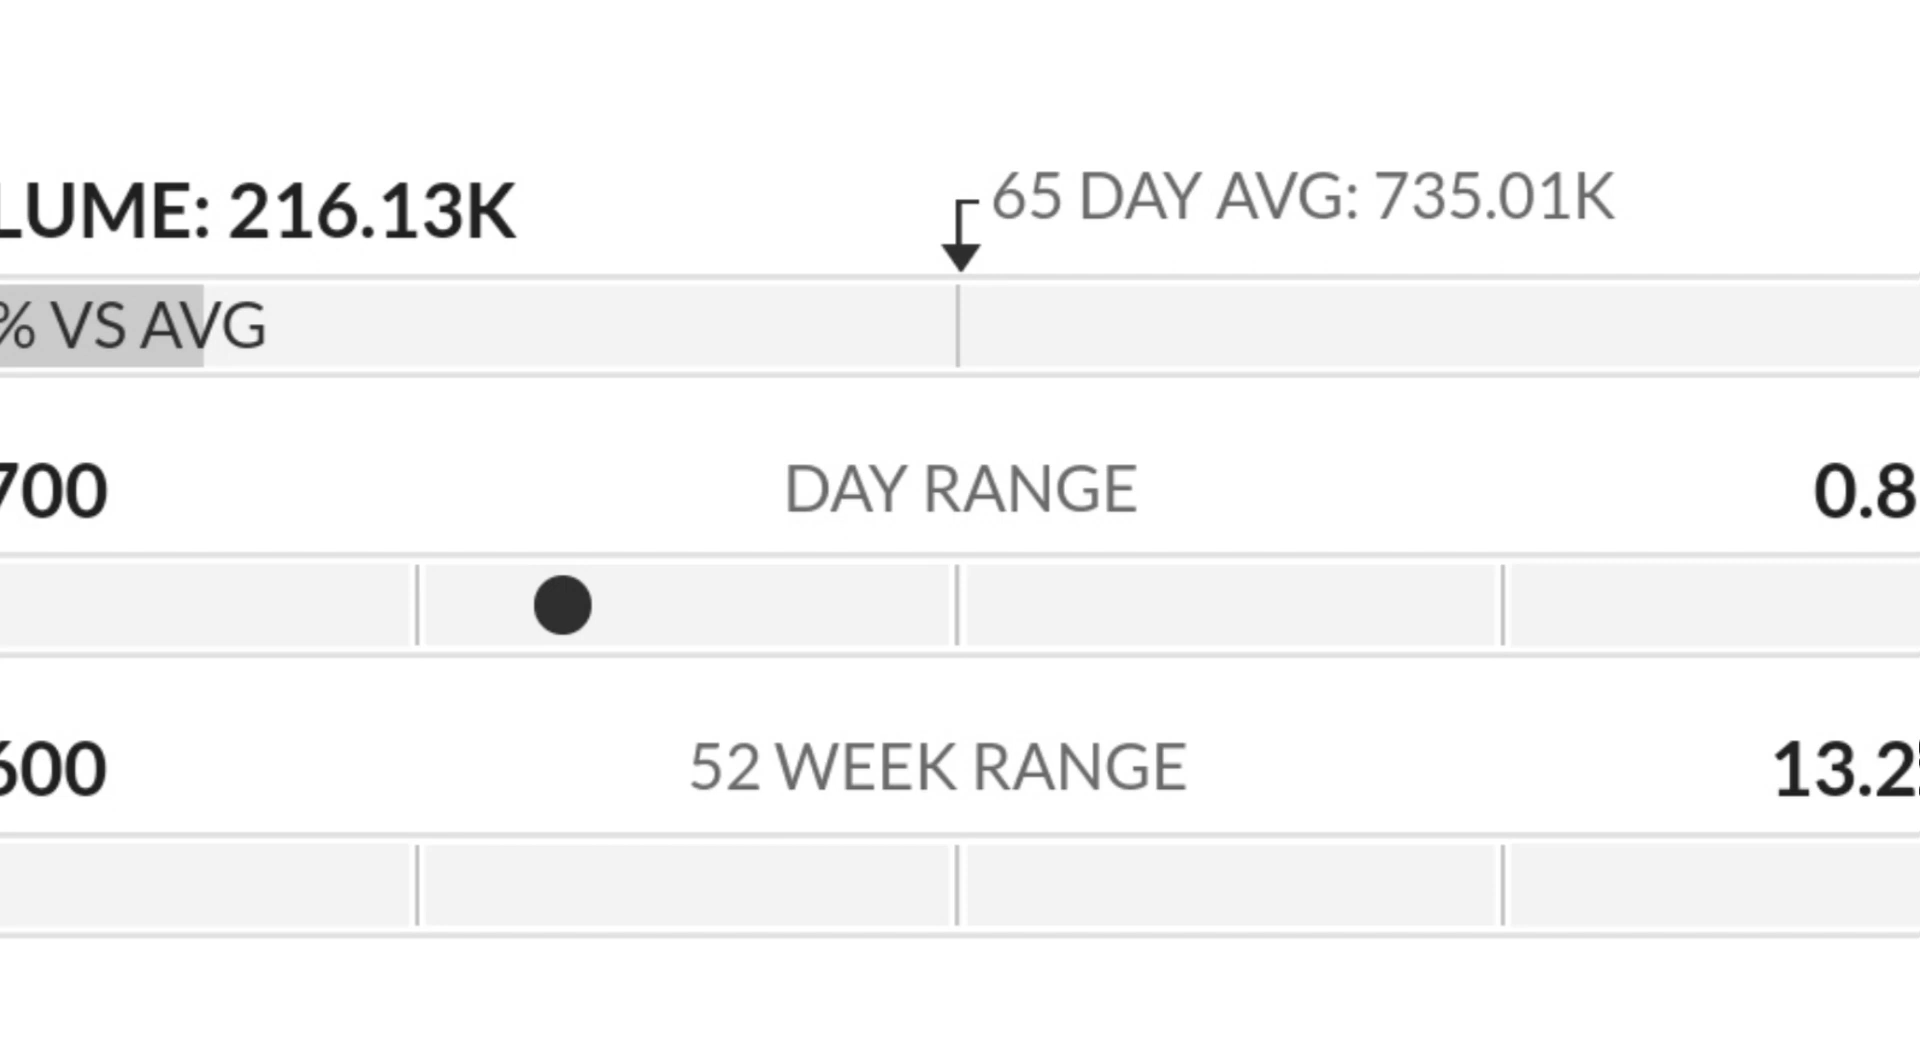 LUME: 216.13K
65 DAY AVG: 735.01K
% VS AVG
700
DAY RANGE
0.8
600
52 WEEK RANGE
13.2